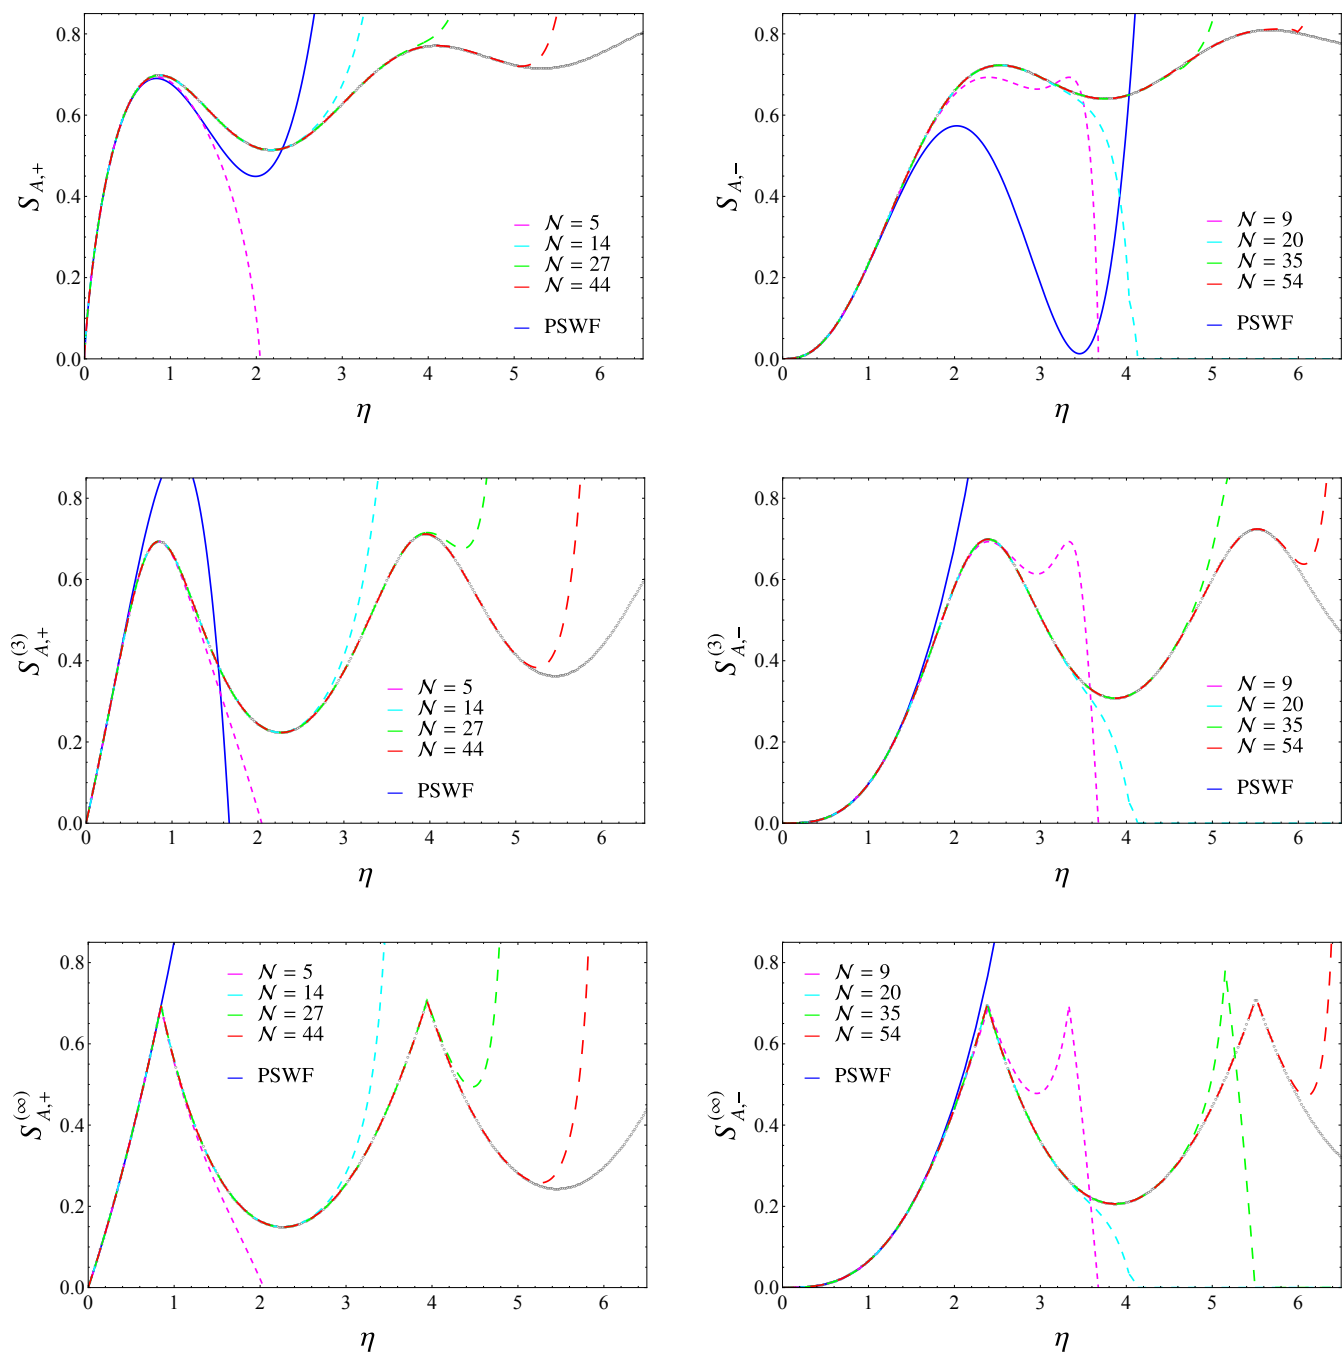 0.8
0.6
0.4
0.2
0.0
S_{A,+}
𝒩 = 5
𝒩 = 14
𝒩 = 27
𝒩 = 44
PSWF
0 1 2 3 4 5 6
η
0.8
0.6
0.4
0.2
0.0
S_{A,−}
𝒩 = 9
𝒩 = 20
𝒩 = 35
𝒩 = 54
PSWF
0 1 2 3 4 5 6
η
0.8
0.6
0.4
0.2
0.0
S_{A,+}^{(3)}
𝒩 = 5
𝒩 = 14
𝒩 = 27
𝒩 = 44
PSWF
0 1 2 3 4 5 6
η
0.8
0.6
0.4
0.2
0.0
S_{A,−}^{(3)}
𝒩 = 9
𝒩 = 20
𝒩 = 35
𝒩 = 54
PSWF
0 1 2 3 4 5 6
η
0.8
0.6
0.4
0.2
0.0
S_{A,+}^{(∞)}
𝒩 = 5
𝒩 = 14
𝒩 = 27
𝒩 = 44
PSWF
0 1 2 3 4 5 6
η
0.8
0.6
0.4
0.2
0.0
S_{A,−}^{(∞)}
𝒩 = 9
𝒩 = 20
𝒩 = 35
𝒩 = 54
PSWF
0 1 2 3 4 5 6
η